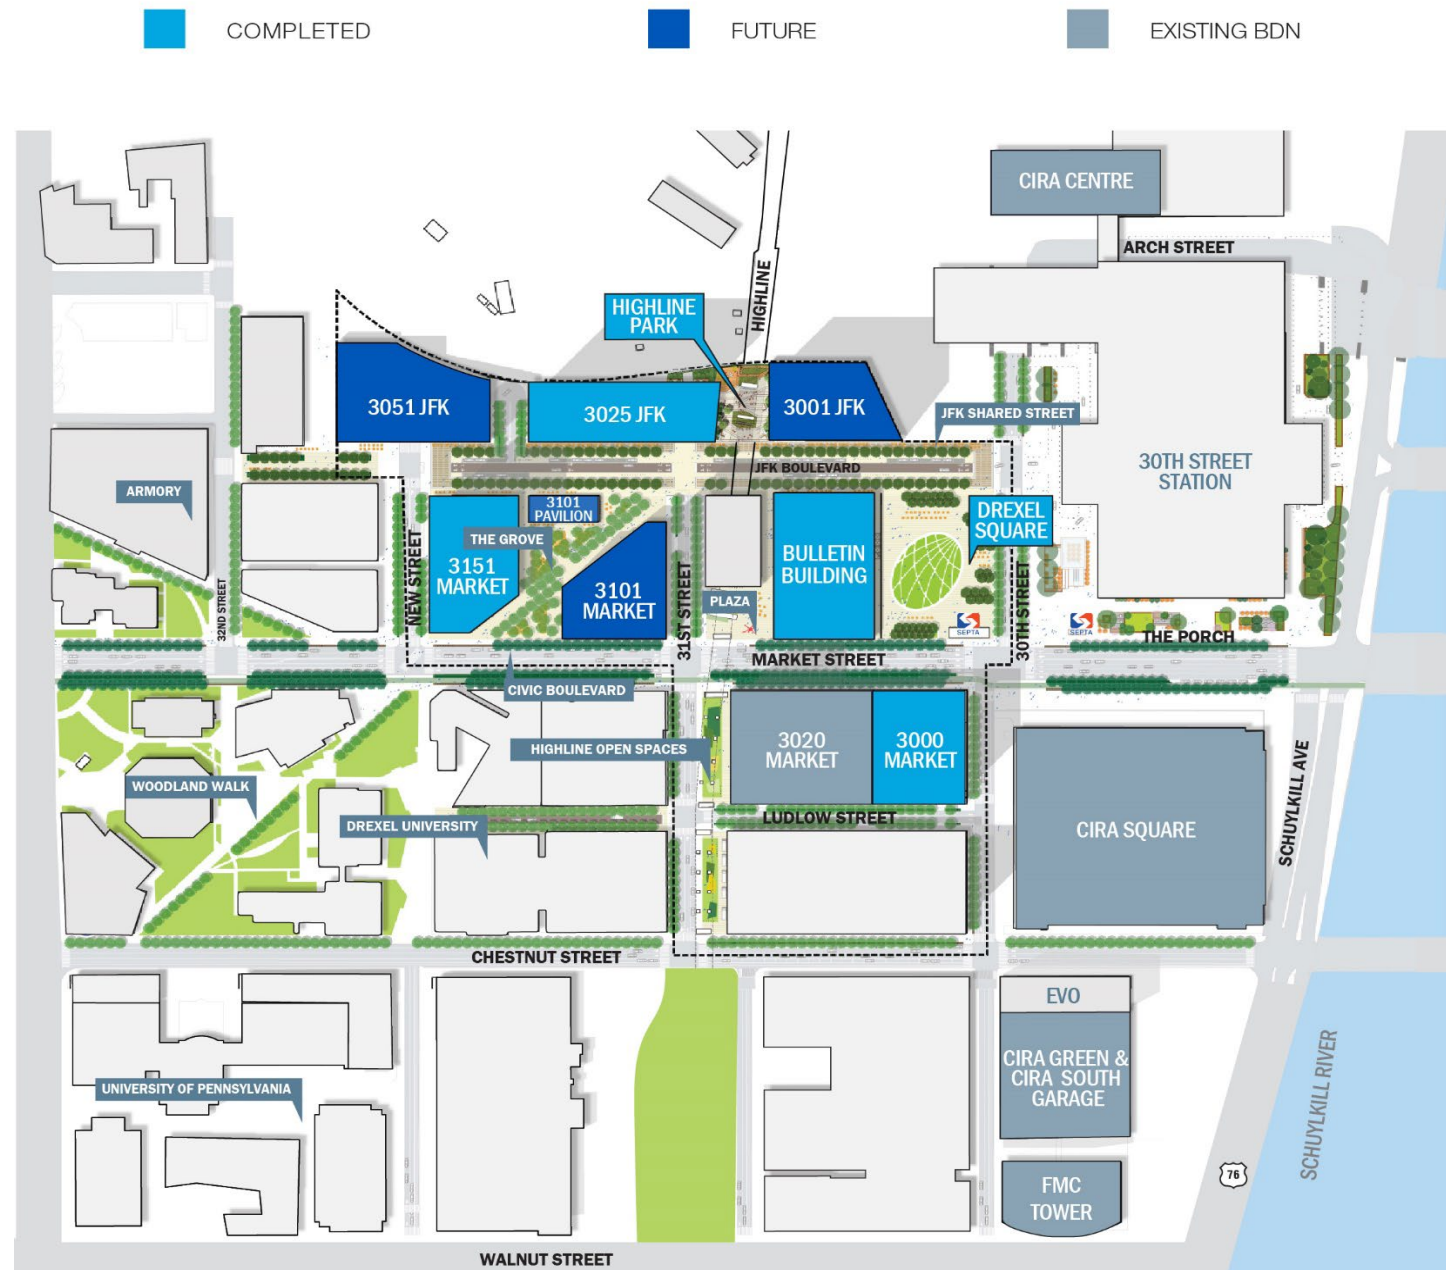 COMPLETED
FUTURE
EXISTING BDN
CIRA CENTRE
ARCH STREET
HIGHLINE
HIGHLINE
PARK
3051 JFK
3025 JFK
3001 JFK
JFK SHARED STREET
JFK BOULEVARD
30TH STREET
STATION
ARMORY
3101
PAVILION
THE GROVE
3151
MARKET
3101
MARKET
BULLETIN
BUILDING
DREXEL
SQUARE
32ND STREET
NEW STREET
31ST STREET
PLAZA
30TH STREET
SEPTA
SEPTA
THE PORCH
MARKET STREET
CIVIC BOULEVARD
HIGHLINE OPEN SPACES
3020
MARKET
3000
MARKET
WOODLAND WALK
DREXEL UNIVERSITY
LUDLOW STREET
CIRA SQUARE
SCHUYLKILL AVE
CHESTNUT STREET
EVO
CIRA GREEN &
CIRA SOUTH
GARAGE
UNIVERSITY OF PENNSYLVANIA
FMC
TOWER
76
SCHUYLKILL RIVER
WALNUT STREET